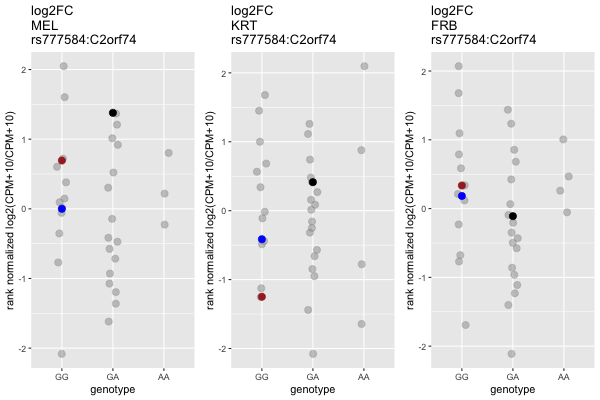 log2FC
MEL
rs777584:C2orf74
rank normalized log2(CPM+10/CPM+10)
2
1
0
-1
-2
GG
GA
AA
genotype
log2FC
KRT
rs777584:C2orf74
rank normalized log2(CPM+10/CPM+10)
2
1
0
-1
-2
GG
GA
AA
genotype
log2FC
FRB
rs777584:C2orf74
rank normalized log2(CPM+10/CPM+10)
2
1
0
-1
-2
GG
GA
AA
genotype